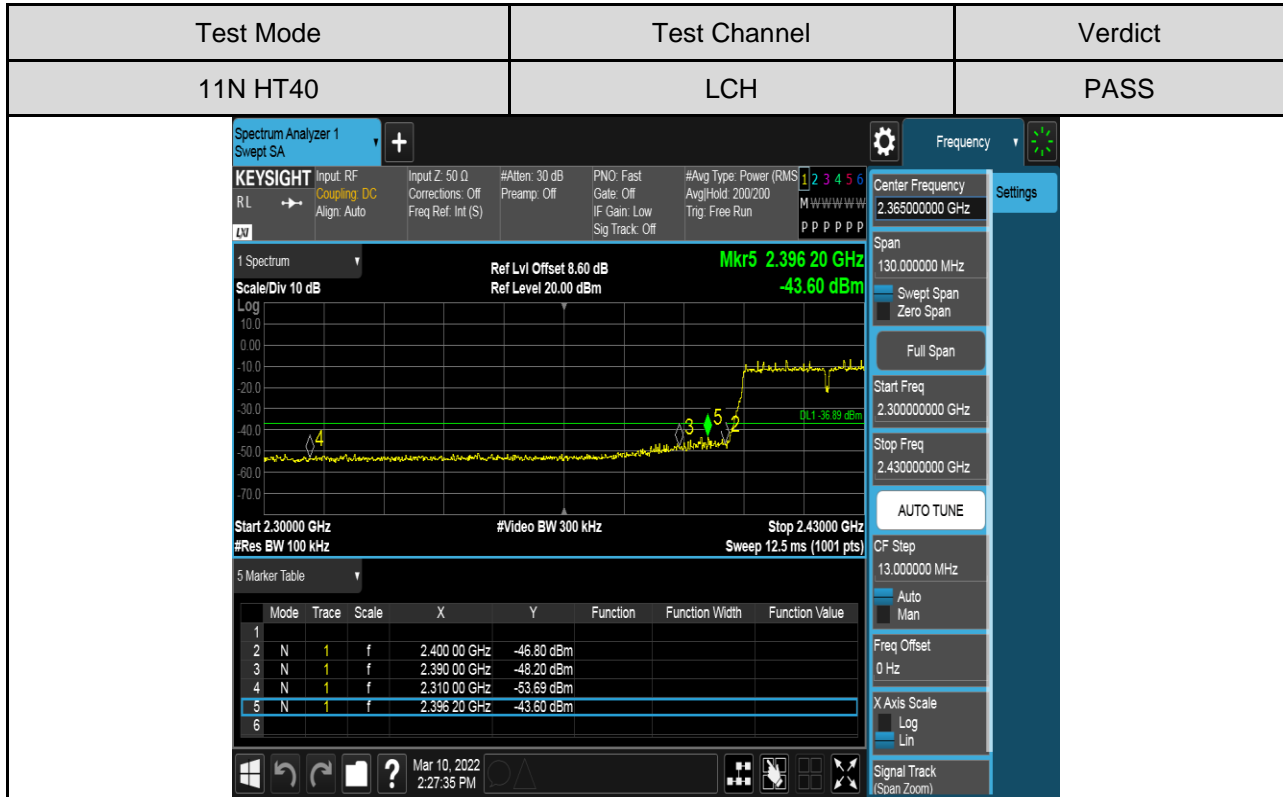 Test Mode Test Channel Verdict
11N HT40 LCH PASS
Spectrum Analyzer 1
Swept SA
+
Frequency
KEYSIGHT
RL
LXI
Input: RF
Coupling: DC
Align: Auto
Input Z: 50 Ω
Corrections: Off
Freq Ref: Int (S)
#Atten: 30 dB
Preamp: Off
PNO: Fast
Gate: Off
IF Gain: Low
Sig Track: Off
#Avg Type: Power (RMS
Avg|Hold: 200/200
Trig: Free Run
1 2 3 4 5 6
M W W W W W
P P P P P P
1 Spectrum
Scale/Div 10 dB
Ref Lvl Offset 8.60 dB
Ref Level 20.00 dBm
Mkr5 2.396 20 GHz
-43.60 dBm
Log
10.0
0.00
-10.0
-20.0
-30.0
-40.0
-50.0
-60.0
-70.0
DL1 -36.89 dBm
4
3
5
2
Start 2.30000 GHz #Video BW 300 kHz Stop 2.43000 GHz
#Res BW 100 kHz Sweep 12.5 ms (1001 pts)
5 Marker Table
Mode Trace Scale X Y Function Function Width Function Value
1
2 N 1 f 2.400 00 GHz -46.80 dBm
3 N 1 f 2.390 00 GHz -48.20 dBm
4 N 1 f 2.310 00 GHz -53.69 dBm
5 N 1 f 2.396 20 GHz -43.60 dBm
6
?
Mar 10, 2022
2:27:35 PM
Center Frequency
2.365000000 GHz
Span
130.000000 MHz
Swept Span
Zero Span
Full Span
Start Freq
2.300000000 GHz
Stop Freq
2.430000000 GHz
AUTO TUNE
CF Step
13.000000 MHz
Auto
Man
Freq Offset
0 Hz
X Axis Scale
Log
Lin
Signal Track
(Span Zoom)
Settings